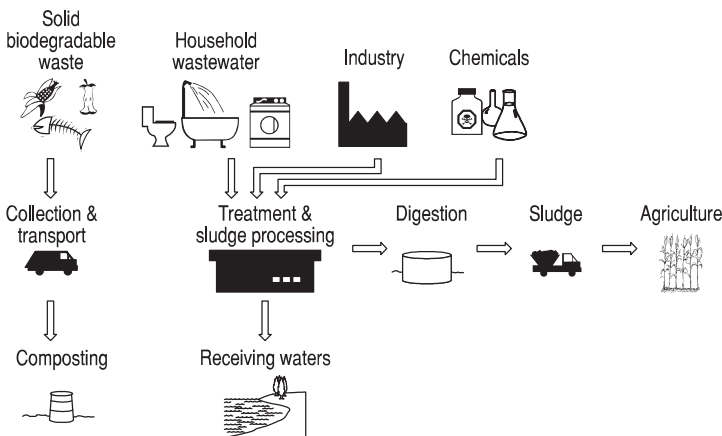 Solid
biodegradable
waste
Household
wastewater
Industry
Chemicals
Collection &
transport
Treatment &
sludge processing
Digestion
Sludge
Agriculture
Composting
Receiving waters